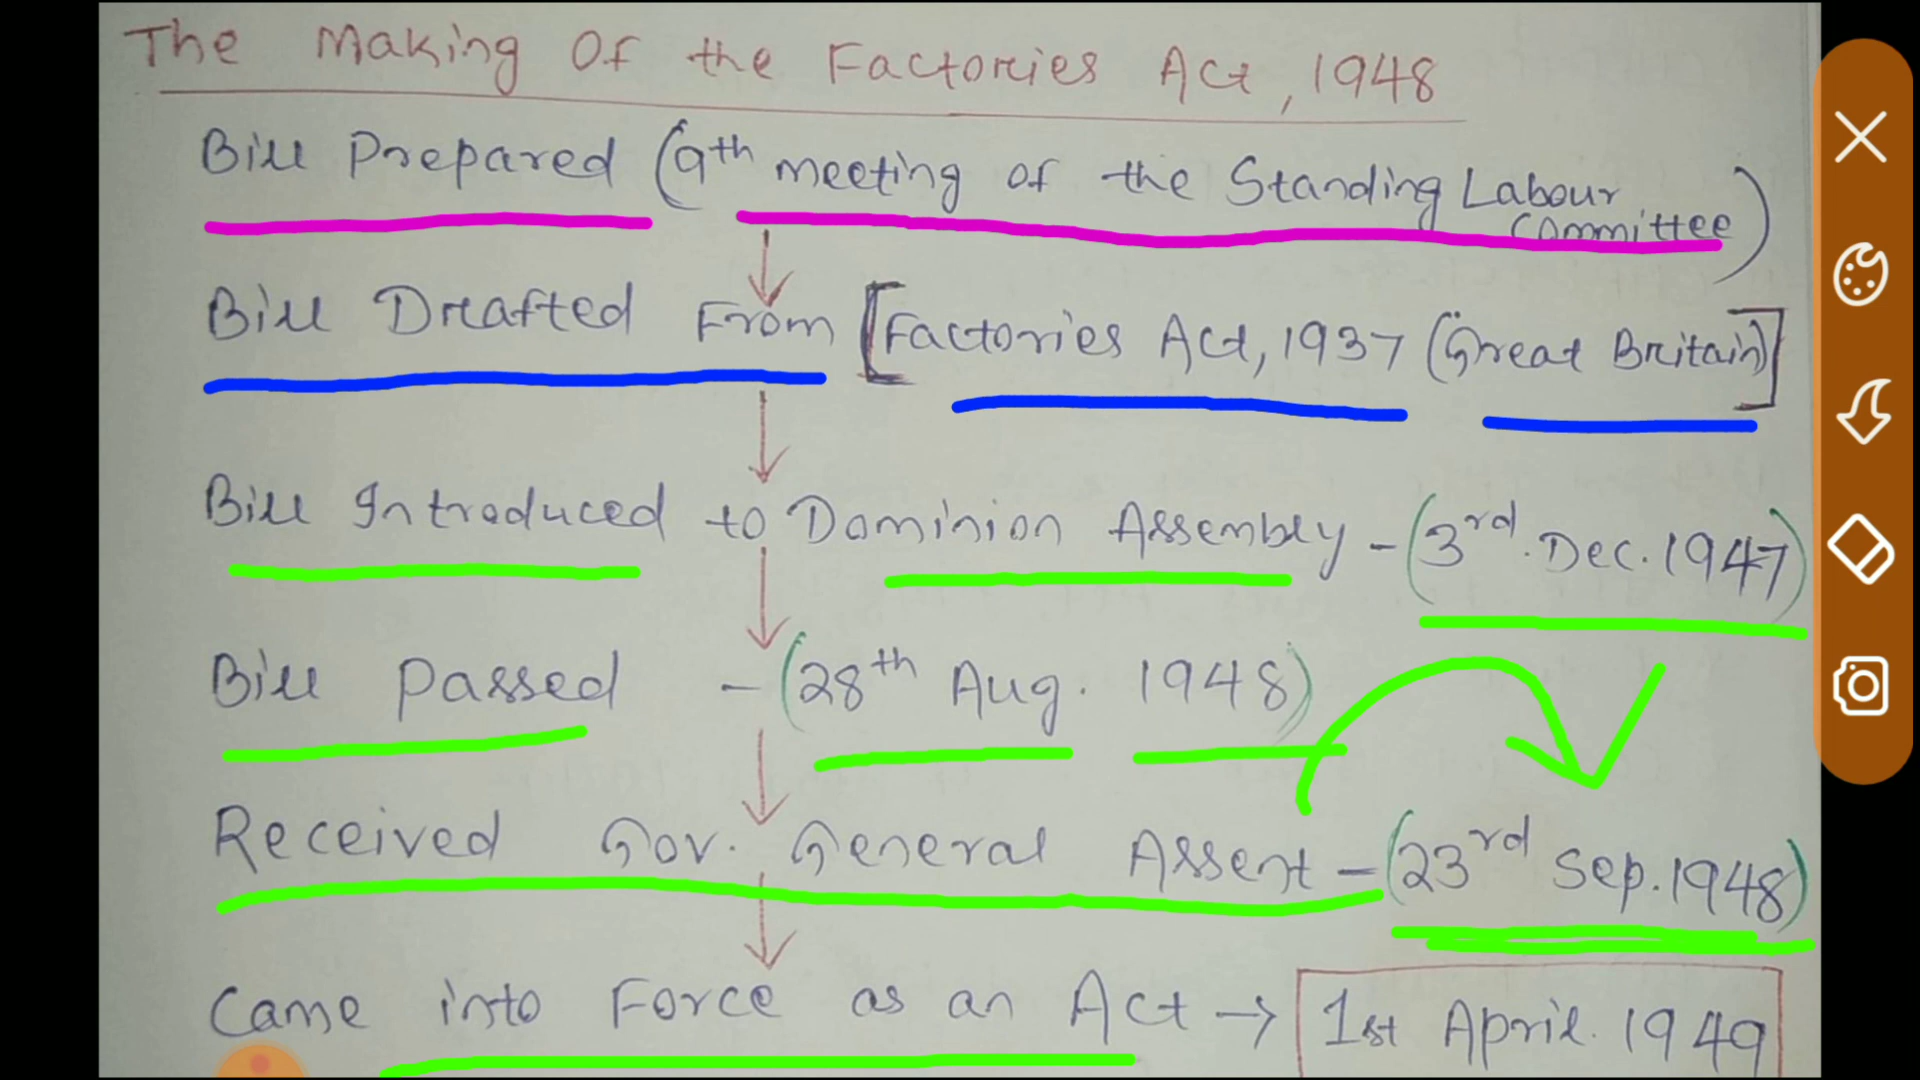 The Making Of the Factories Act, 1948
Bill Prepared (9th meeting of the Standing Labour
Committee)
Bill Drafted From [Factories Act, 1937 (Great Britain)]
Bill Introduced to Dominion Assembly - (3rd. Dec. 1947)
Bill Passed - (28th Aug. 1948)
Received Gov. General Assent - (23rd Sep. 1948)
Came into Force as an Act → 1st April. 1949